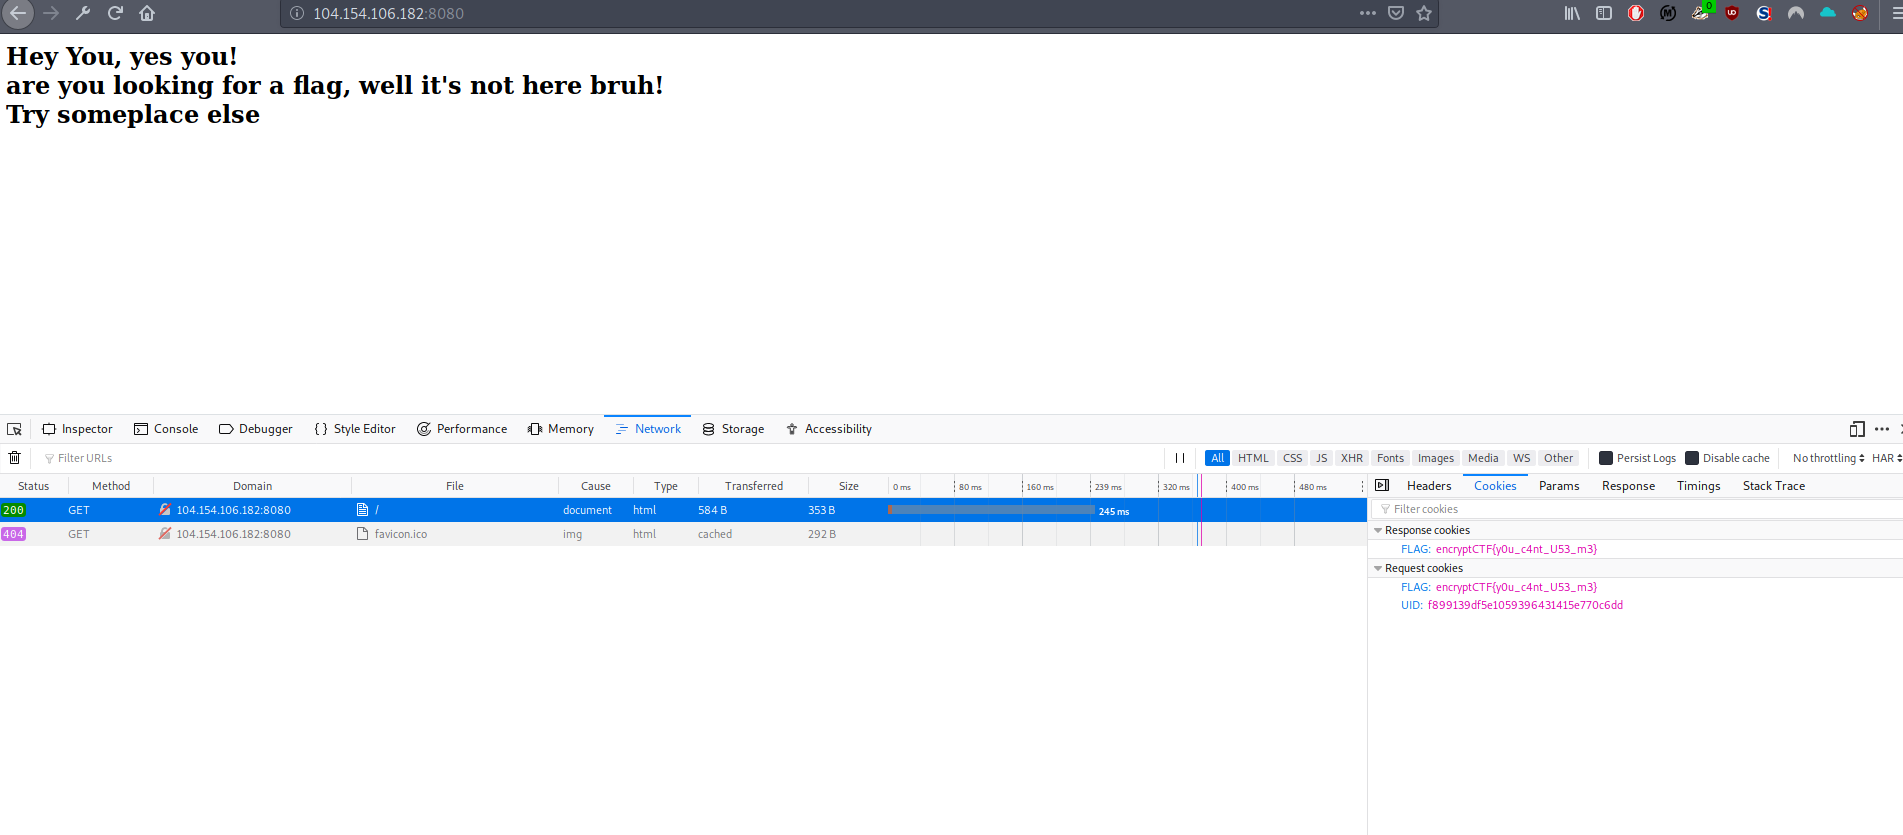 104.154.106.182:8080
0
Hey You, yes you!
are you looking for a flag, well it's not here bruh!
Try someplace else
Inspector Console Debugger Style Editor Performance Memory Network Storage Accessibility
Filter URLs All HTML CSS JS XHR Fonts Images Media WS Other Persist Logs Disable cache No throttling HAR
Status Method Domain File Cause Type Transferred Size 0 ms 80 ms 160 ms 239 ms 320 ms 400 ms 480 ms
200 GET 104.154.106.182:8080 / document html 584 B 353 B 245 ms
404 GET 104.154.106.182:8080 favicon.ico img html cached 292 B
Headers Cookies Params Response Timings Stack Trace
Filter cookies
Response cookies
FLAG: encryptCTF{y0u_c4nt_U53_m3}
Request cookies
FLAG: encryptCTF{y0u_c4nt_U53_m3}
UID: f899139df5e1059396431415e770c6dd